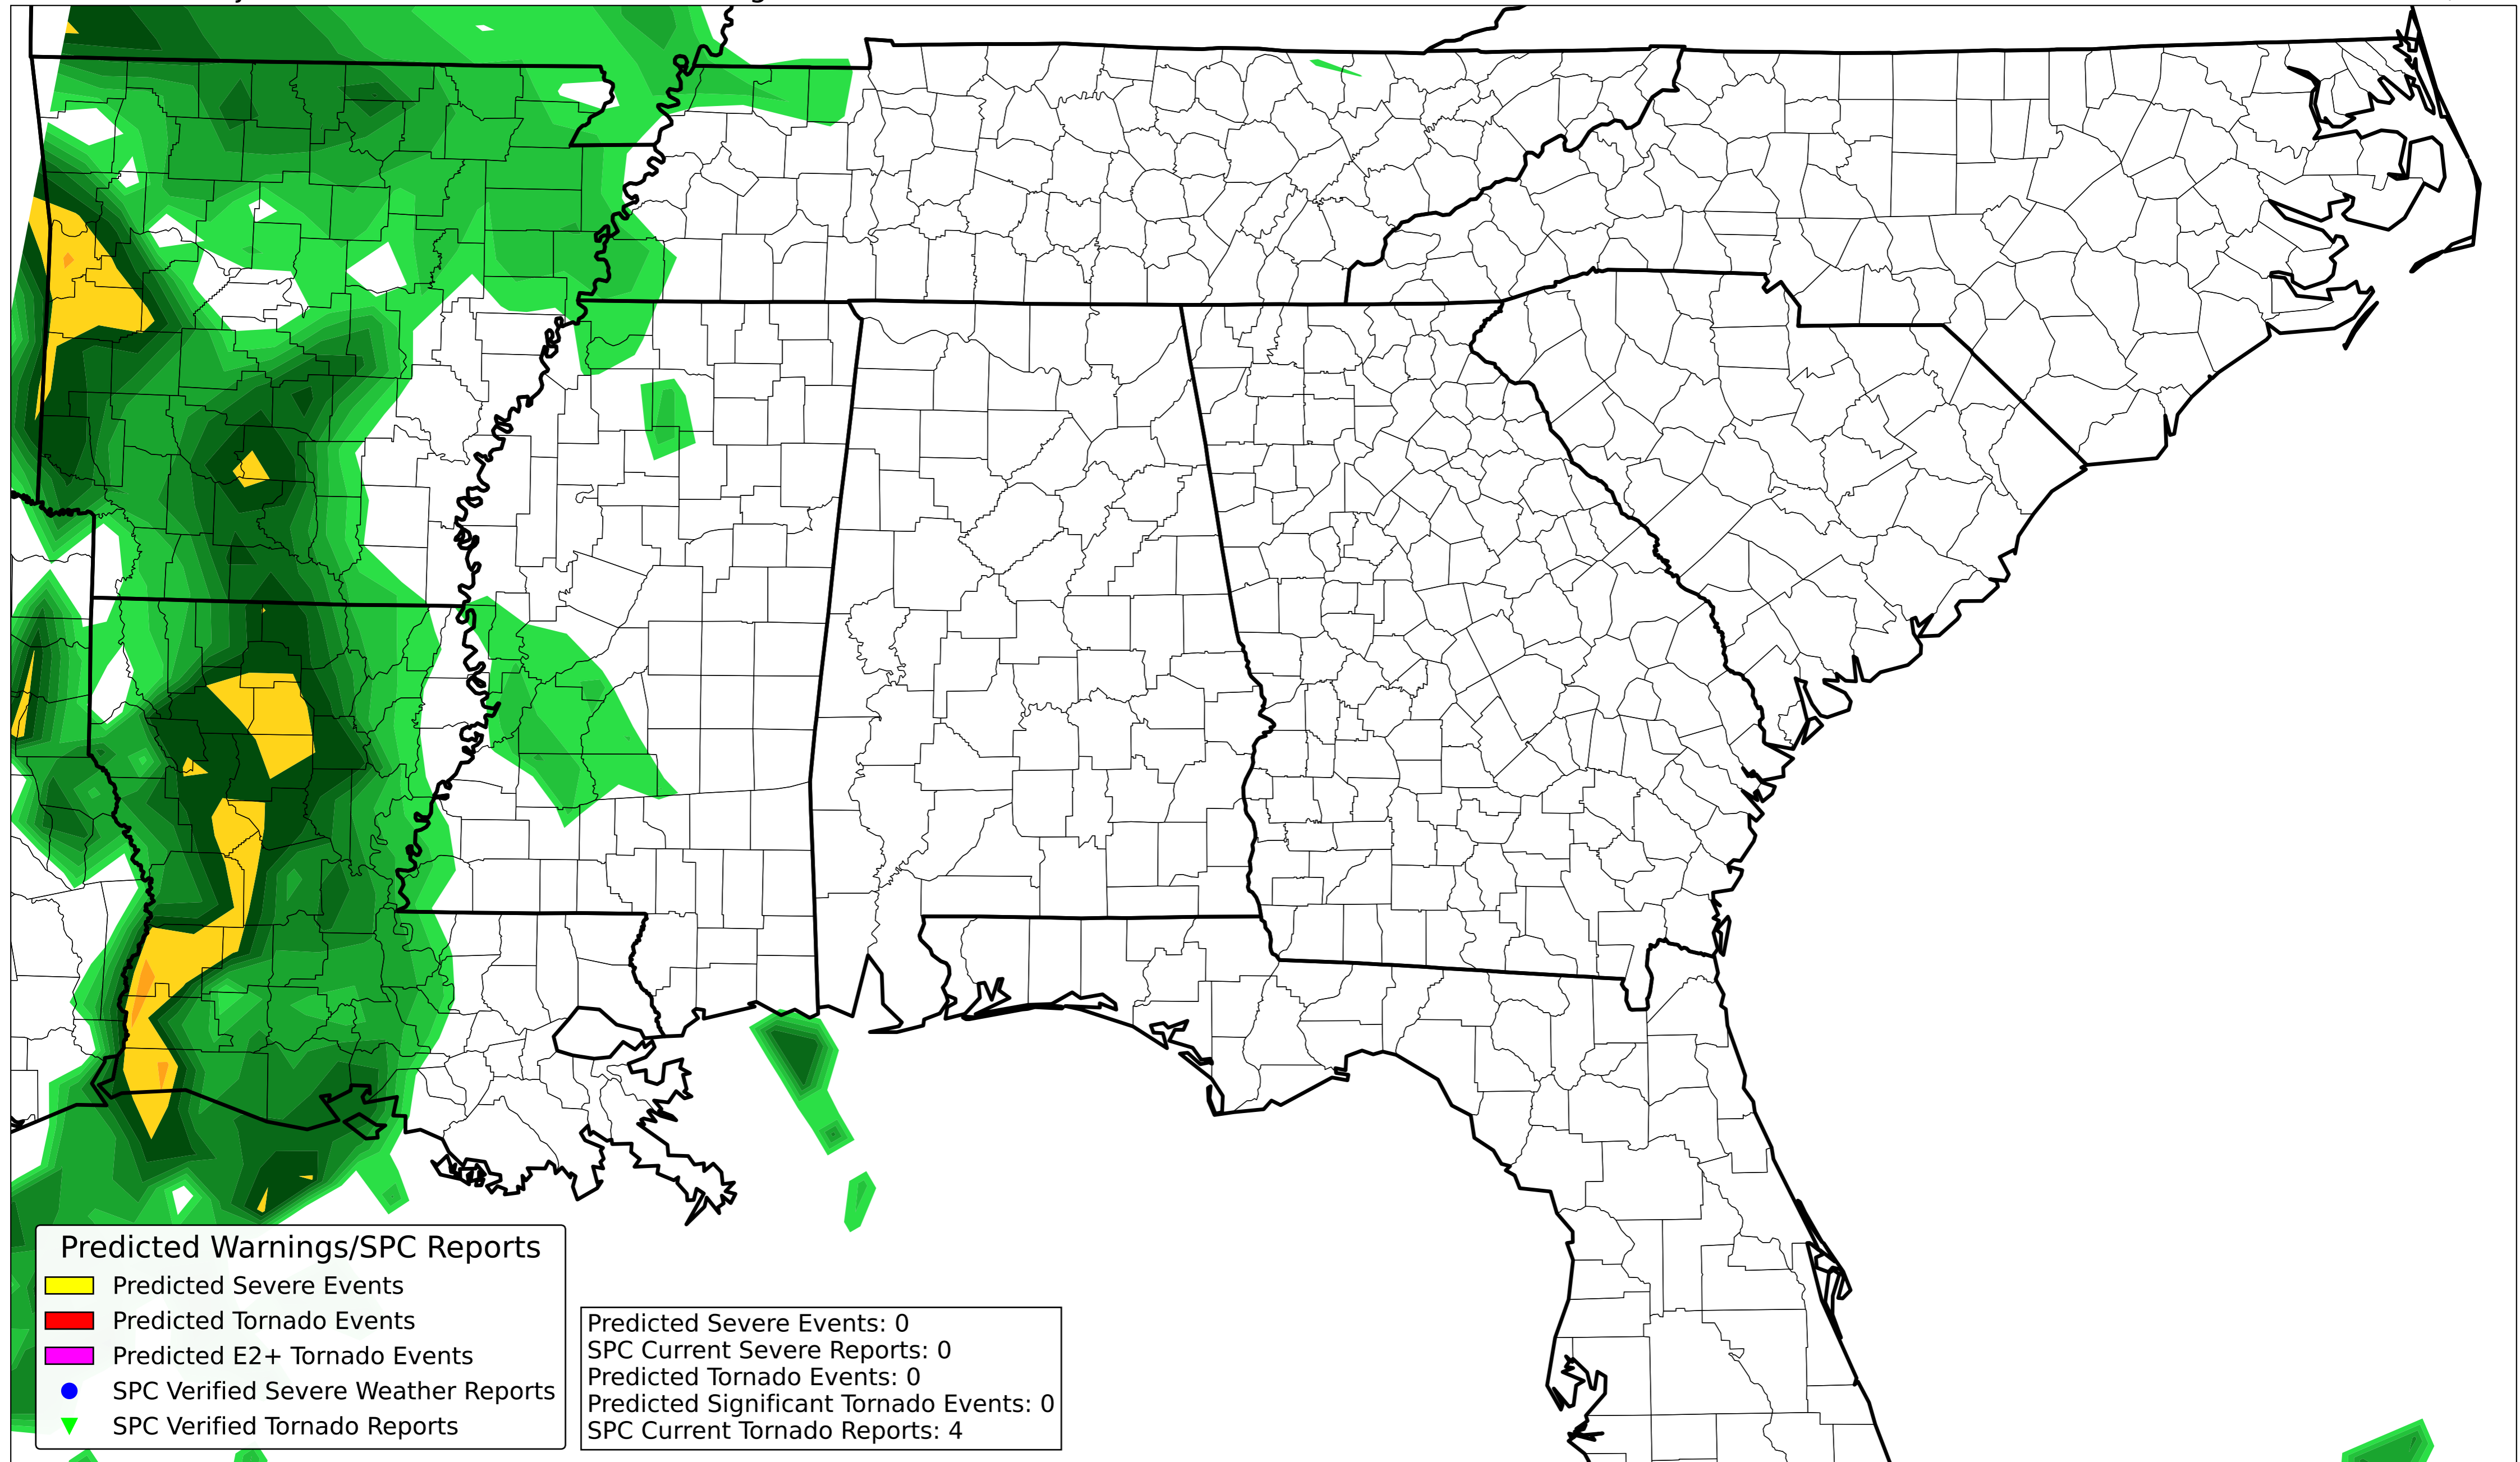 Predicted Warnings/SPC Reports
Predicted Severe Events
Predicted Tornado Events
Predicted E2+ Tornado Events
SPC Verified Severe Weather Reports
SPC Verified Tornado Reports
Predicted Severe Events: 0
SPC Current Severe Reports: 0
Predicted Tornado Events: 0
Predicted Significant Tornado Events: 0
SPC Current Tornado Reports: 4